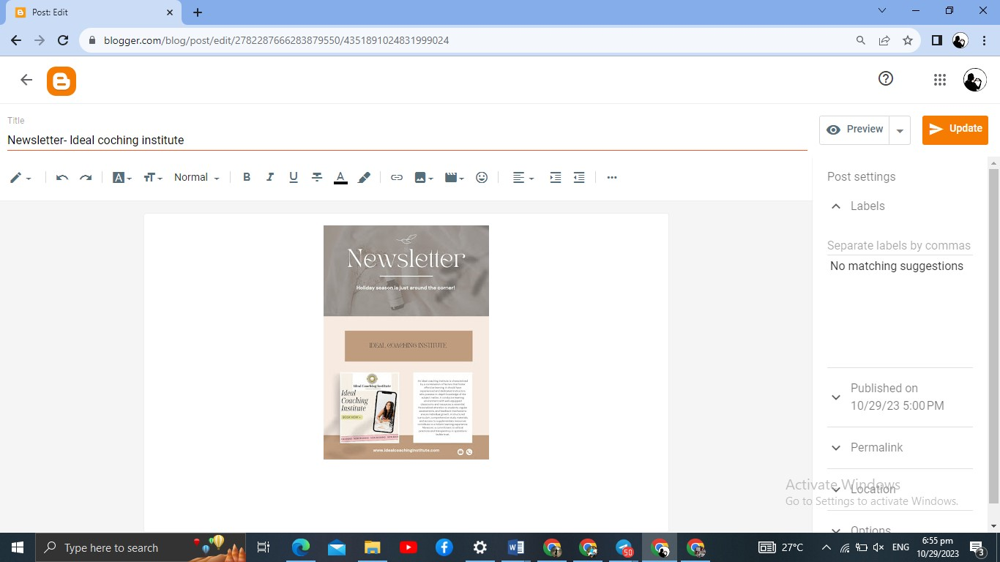 Post: Edit
blogger.com/blog/post/edit/2782287666283879550/4351891024831999024
Title
Newsletter- Ideal coching institute
Preview
Update
Normal
B I U A
Post settings
Labels
Separate labels by commas
No matching suggestions
Newsletter
Holiday season is just around the corner!
IDEAL COACHING INSTITUTE
Ideal Coaching Institute
Ideal
Coaching
Institute
BOOK NOW
www.idealcoachinginstitute.com
Published on
10/29/23 5:00 PM
Permalink
Location
Options
Activate Windows
Go to Settings to activate Windows.
Type here to search
50
27°C
ENG
6:55 pm
10/29/2023
3